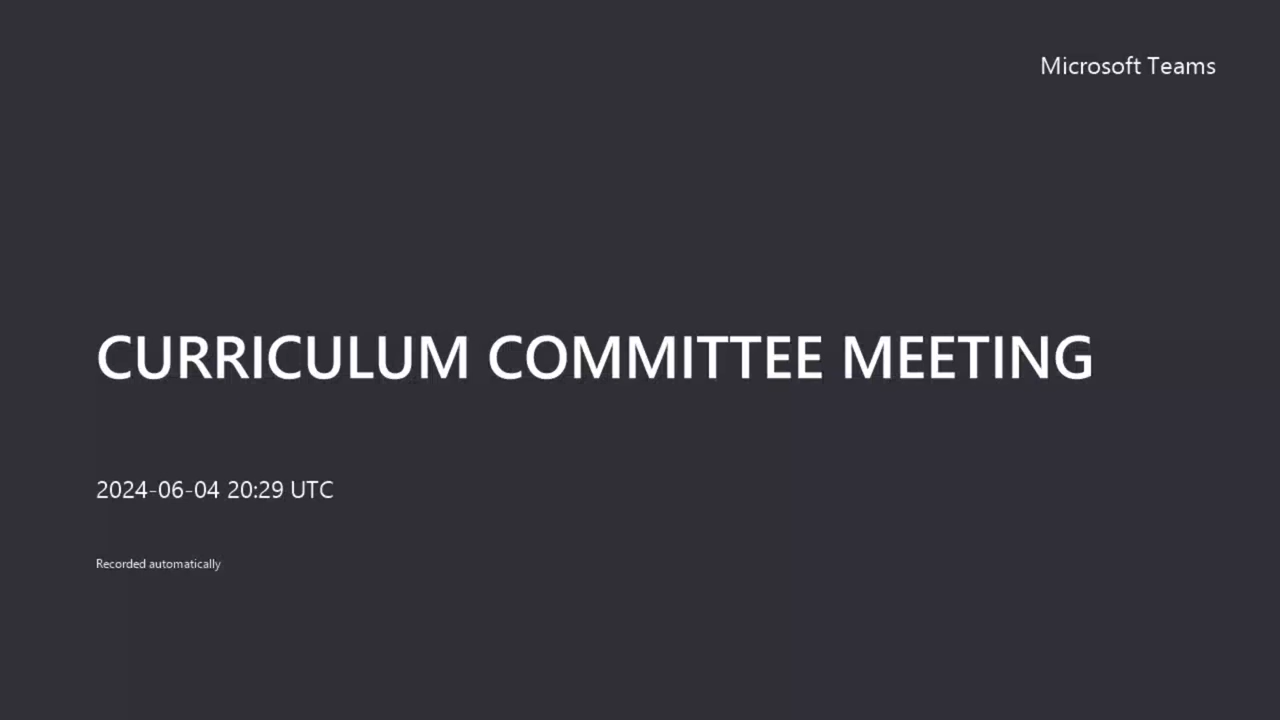 Microsoft Teams
CURRICULUM COMMITTEE MEETING
2024-06-04 20:29 UTC
Recorded automatically